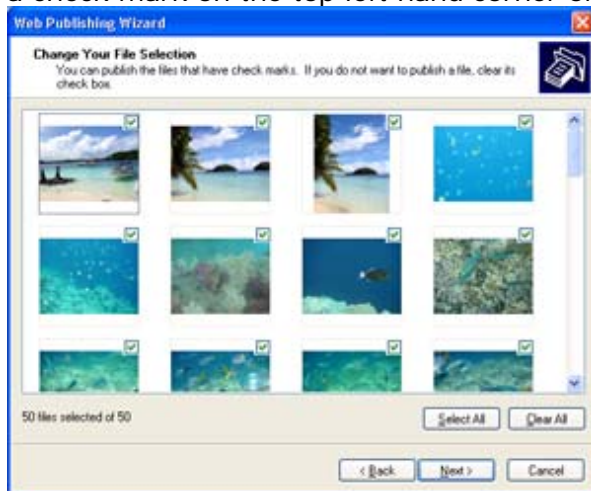 a check mark on the top left hand corner
Web Publishing Wizard
Change Your File Selection
You can publish the files that have check marks. If you do not want to publish a file, clear its
check box.
50 files selected of 50
Select All
Clear All
< Back
Next >
Cancel